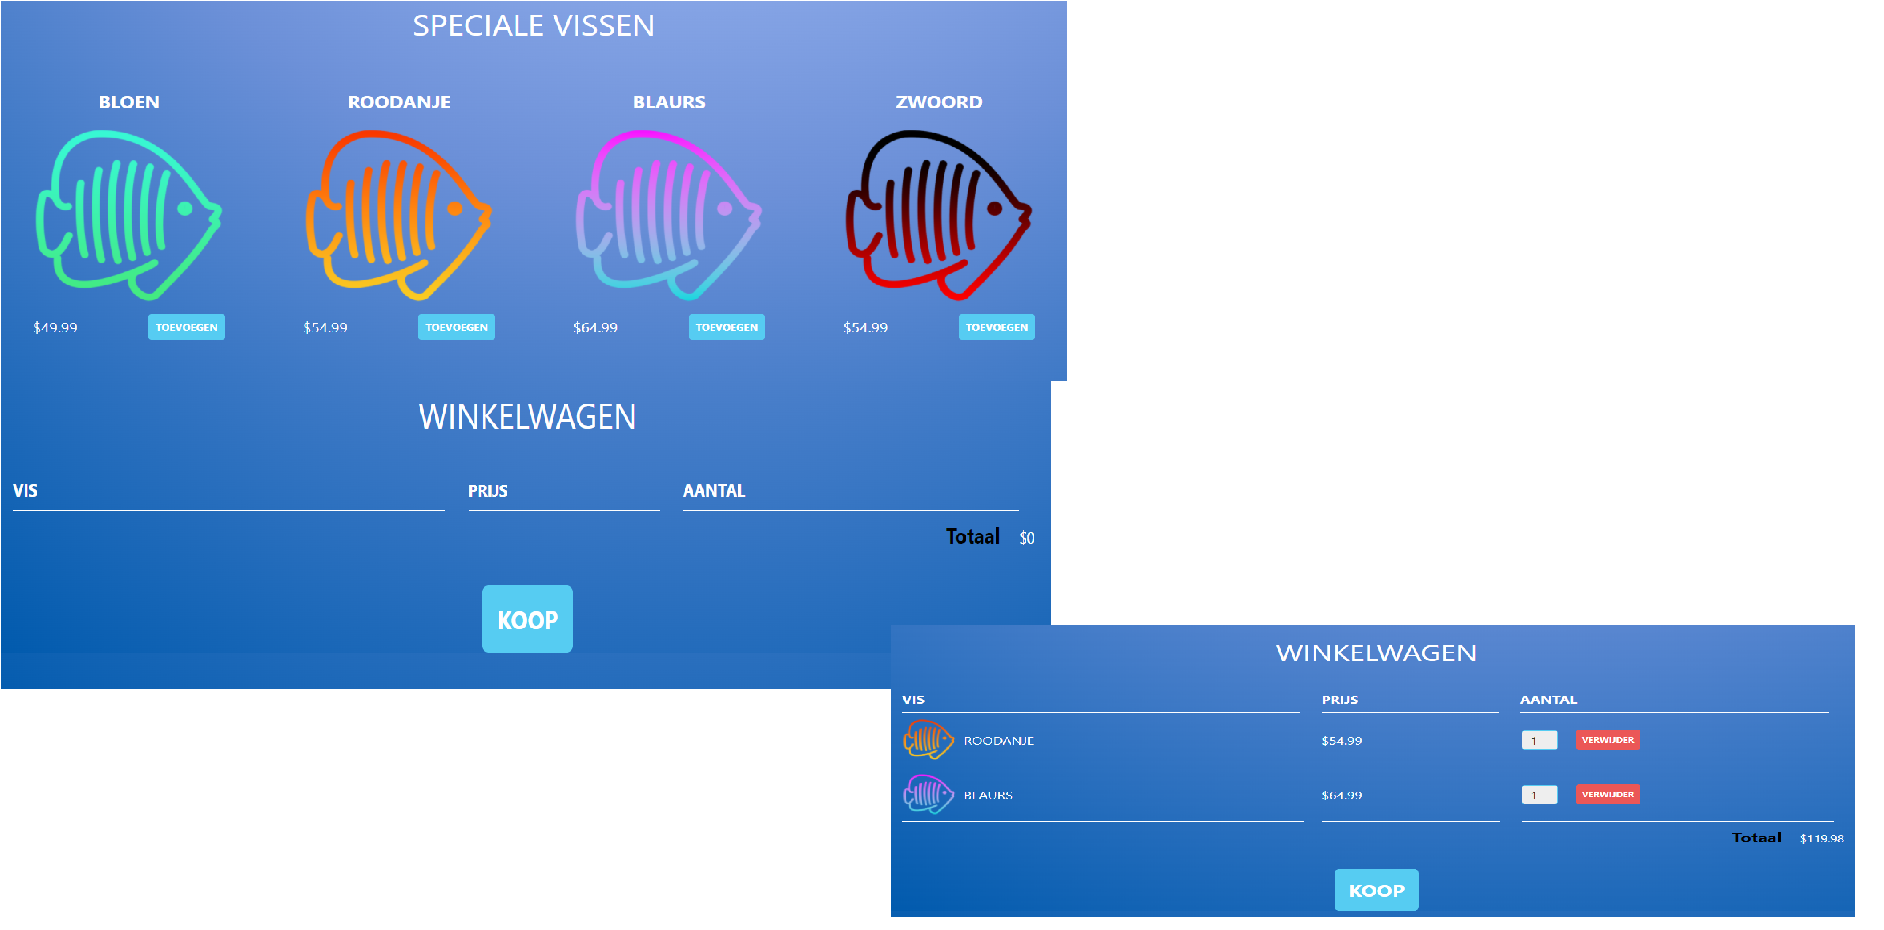 SPECIALE VISSEN
BLOEN ROODANJE BLAURS ZWOORD
$49.99 TOEVOEGEN $54.99 TOEVOEGEN $64.99 TOEVOEGEN $54.99 TOEVOEGEN
WINKELWAGEN
VIS PRIJS AANTAL
Totaal $0
KOOP
WINKELWAGEN
VIS PRIJS AANTAL
ROODANJE $54.99 1 VERWIJDER
BLAURS $64.99 1 VERWIJDER
Totaal $119.98
KOOP